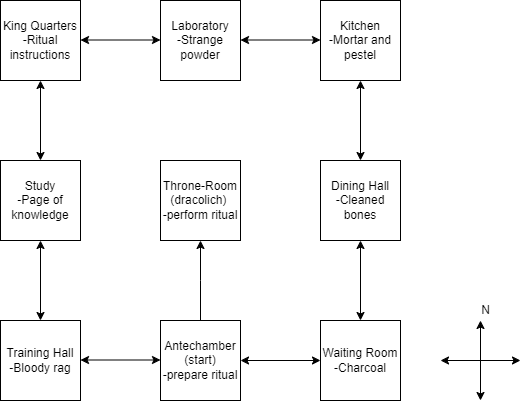 King Quarters
-Ritual
instructions
Laboratory
-Strange
powder
Kitchen
-Mortar and
pestel
Study
-Page of
knowledge
Throne-Room
(dracolich)
-perform ritual
Dining Hall
-Cleaned
bones
N
Training Hall
-Bloody rag
Antechamber
(start)
-prepare ritual
Waiting Room
-Charcoal